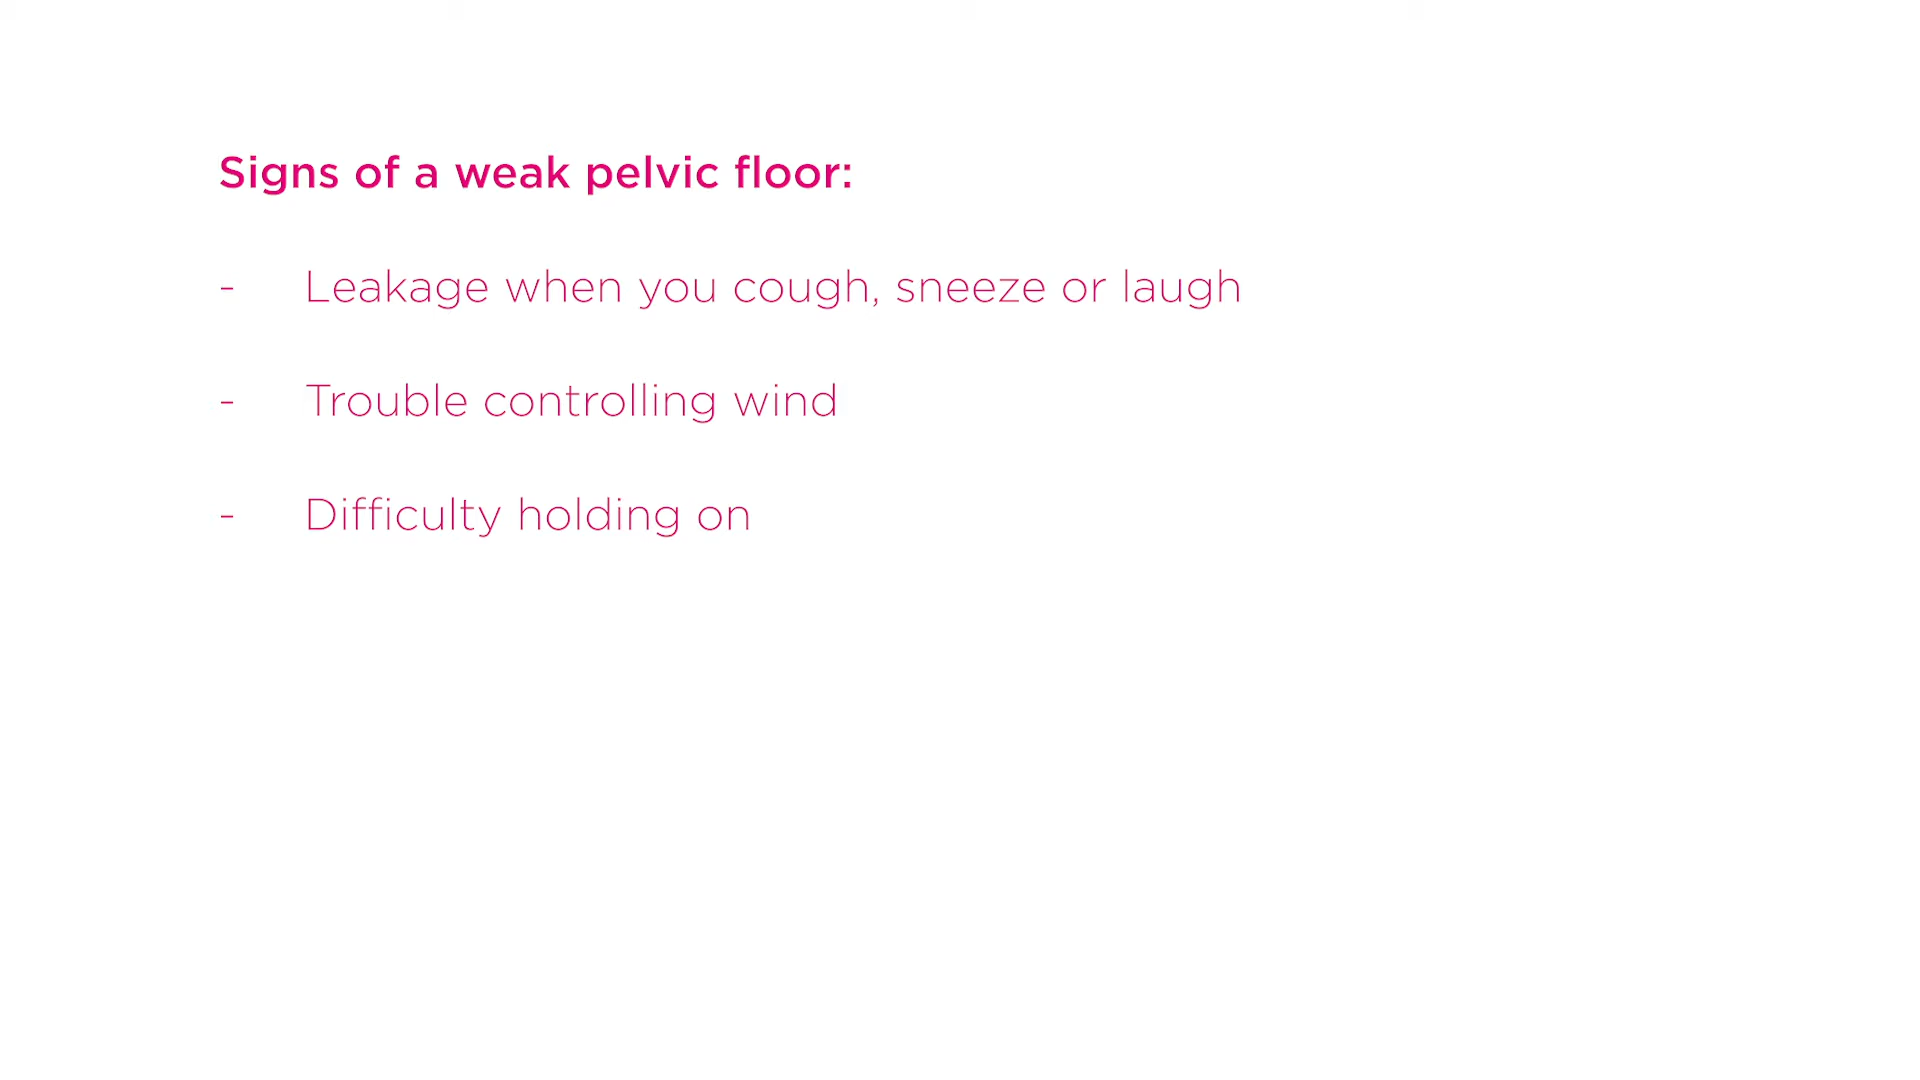 Signs of a weak pelvic floor:
- Leakage when you cough, sneeze or laugh
- Trouble controlling wind
- Difficulty holding on